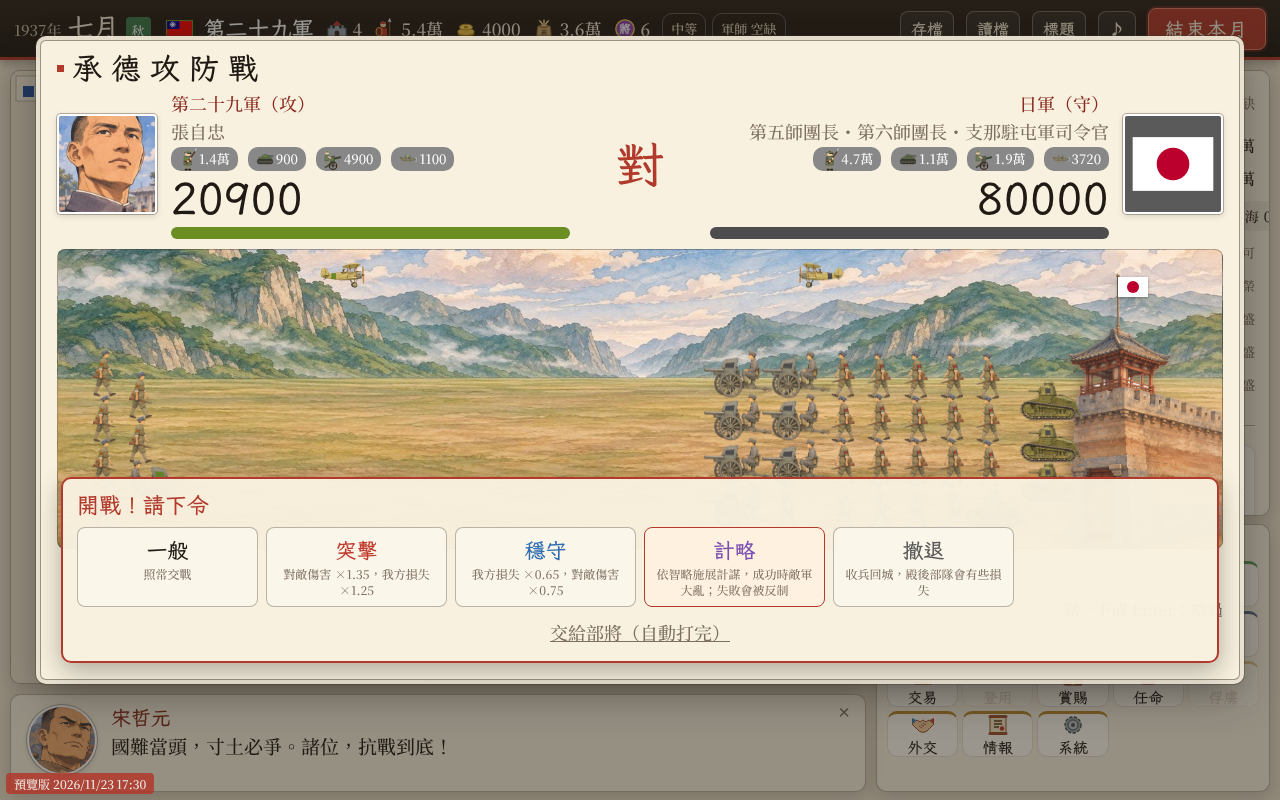 1937年 七月 秋 第二十九軍 4 5.4萬 4000 3.6萬 將 6 中等 軍師 空缺 存檔 讀檔 標題 ♪ 結束本月
承德攻防戰
第二十九軍（攻）
張自忠
1.4萬 900 4900 1100
20900
對
日軍（守）
第五師團長・第六師團長・支那駐屯軍司令官
4.7萬 1.1萬 1.9萬 3720
80000
開戰！請下令
一般
照常交戰
突擊
對敵傷害 ×1.35，我方損失
×1.25
穩守
我方損失 ×0.65，對敵傷害
×0.75
計略
依智略施展計謀，成功時敵軍
大亂；失敗會被反制
撤退
收兵回城，殿後部隊會有些損
失
交給部將（自動打完）
宋哲元
國難當頭，寸土必爭。諸位，抗戰到底！
交易 登用 賞賜 任命 俘虜
外交 情報 系統
預覽版 2026/11/23 17:30